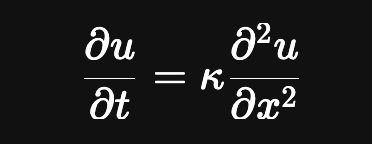 ∂u/∂t = κ ∂²u/∂x²